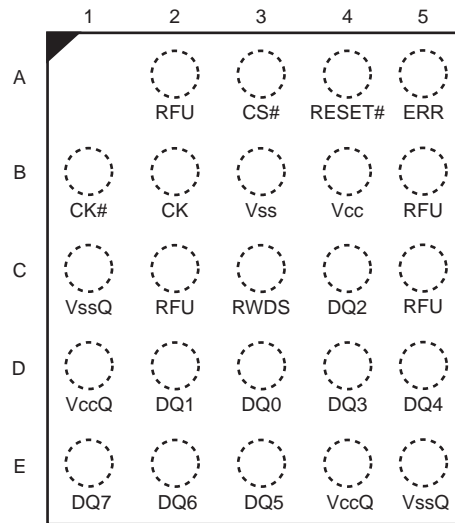 1 2 3 4 5
A
RFU CS# RESET# ERR
B
CK# CK Vss Vcc RFU
C
VssQ RFU RWDS DQ2 RFU
D
VccQ DQ1 DQ0 DQ3 DQ4
E
DQ7 DQ6 DQ5 VccQ VssQ